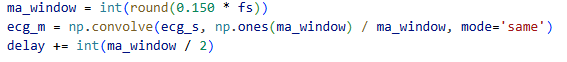 ma_window = int(round(0.150 * fs))
ecg_m = np.convolve(ecg_s, np.ones(ma_window) / ma_window, mode='same')
delay += int(ma_window / 2)